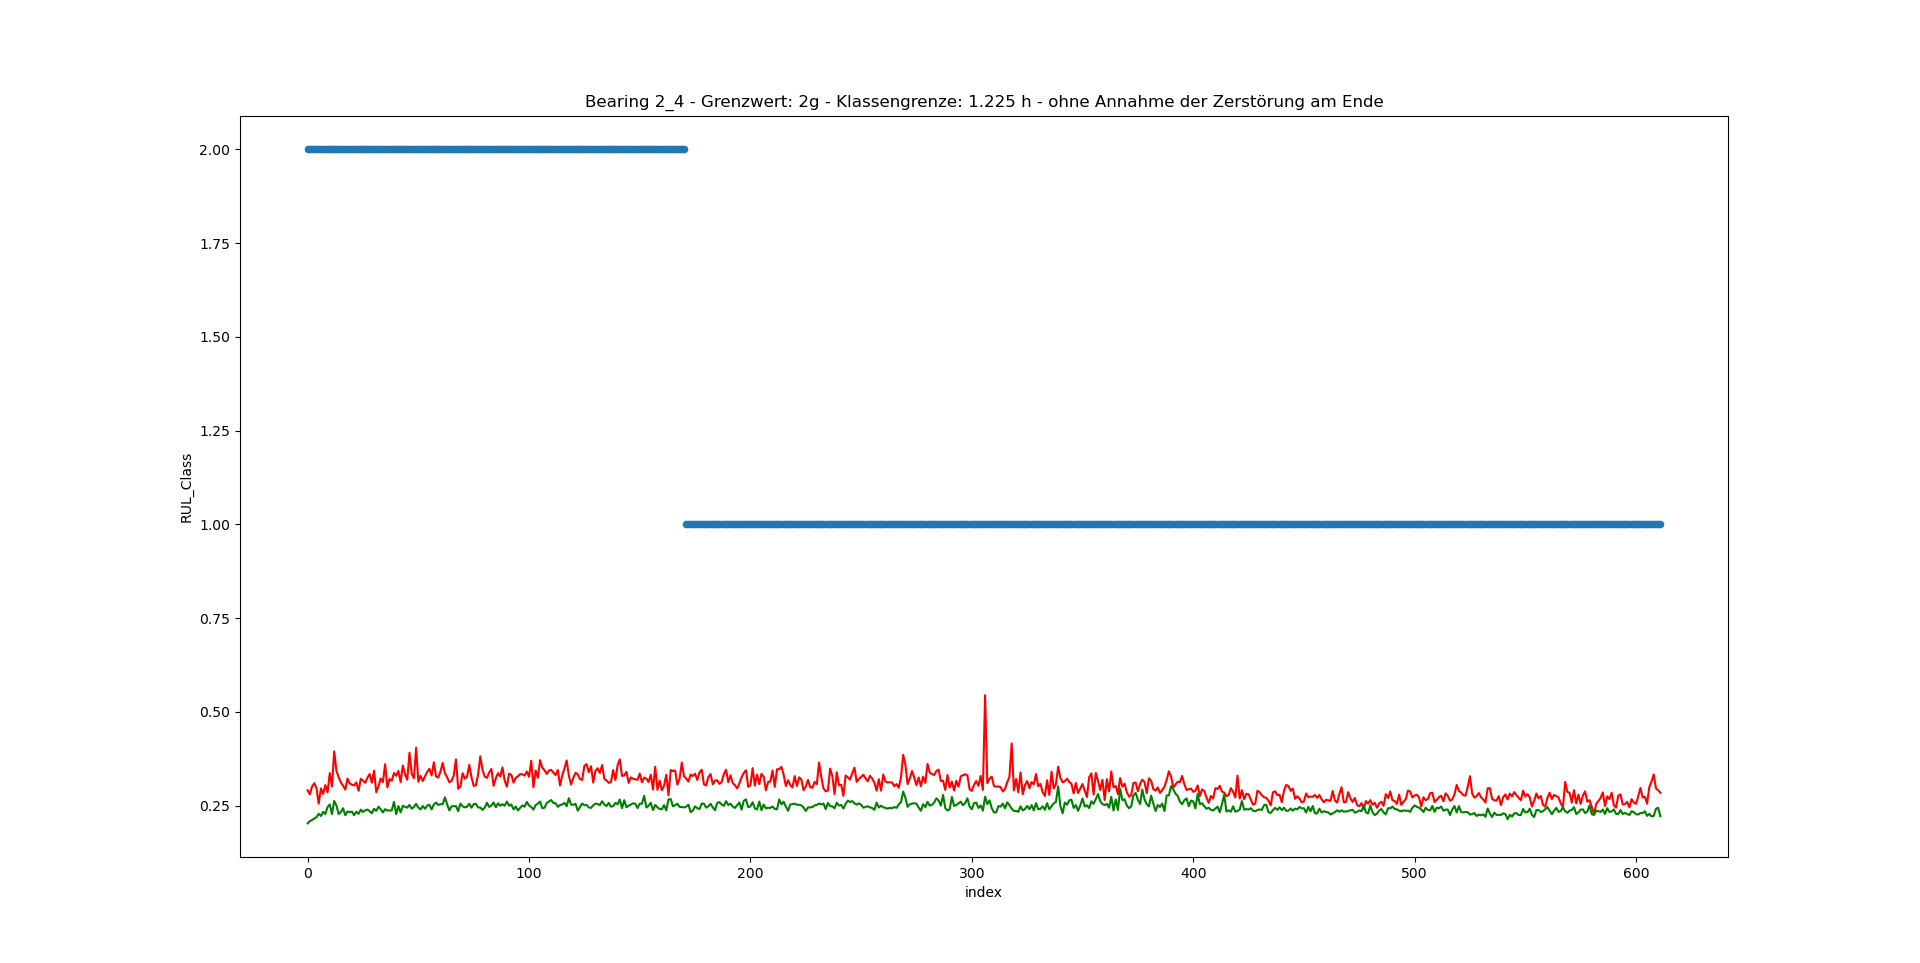 Bearing 2_4 - Grenzwert: 2g - Klassengrenze: 1.225 h - ohne Annahme der Zerstörung am Ende
2.00
1.75
1.50
1.25
1.00
0.75
0.50
0.25
RUL_Class
0 100 200 300 400 500 600
index